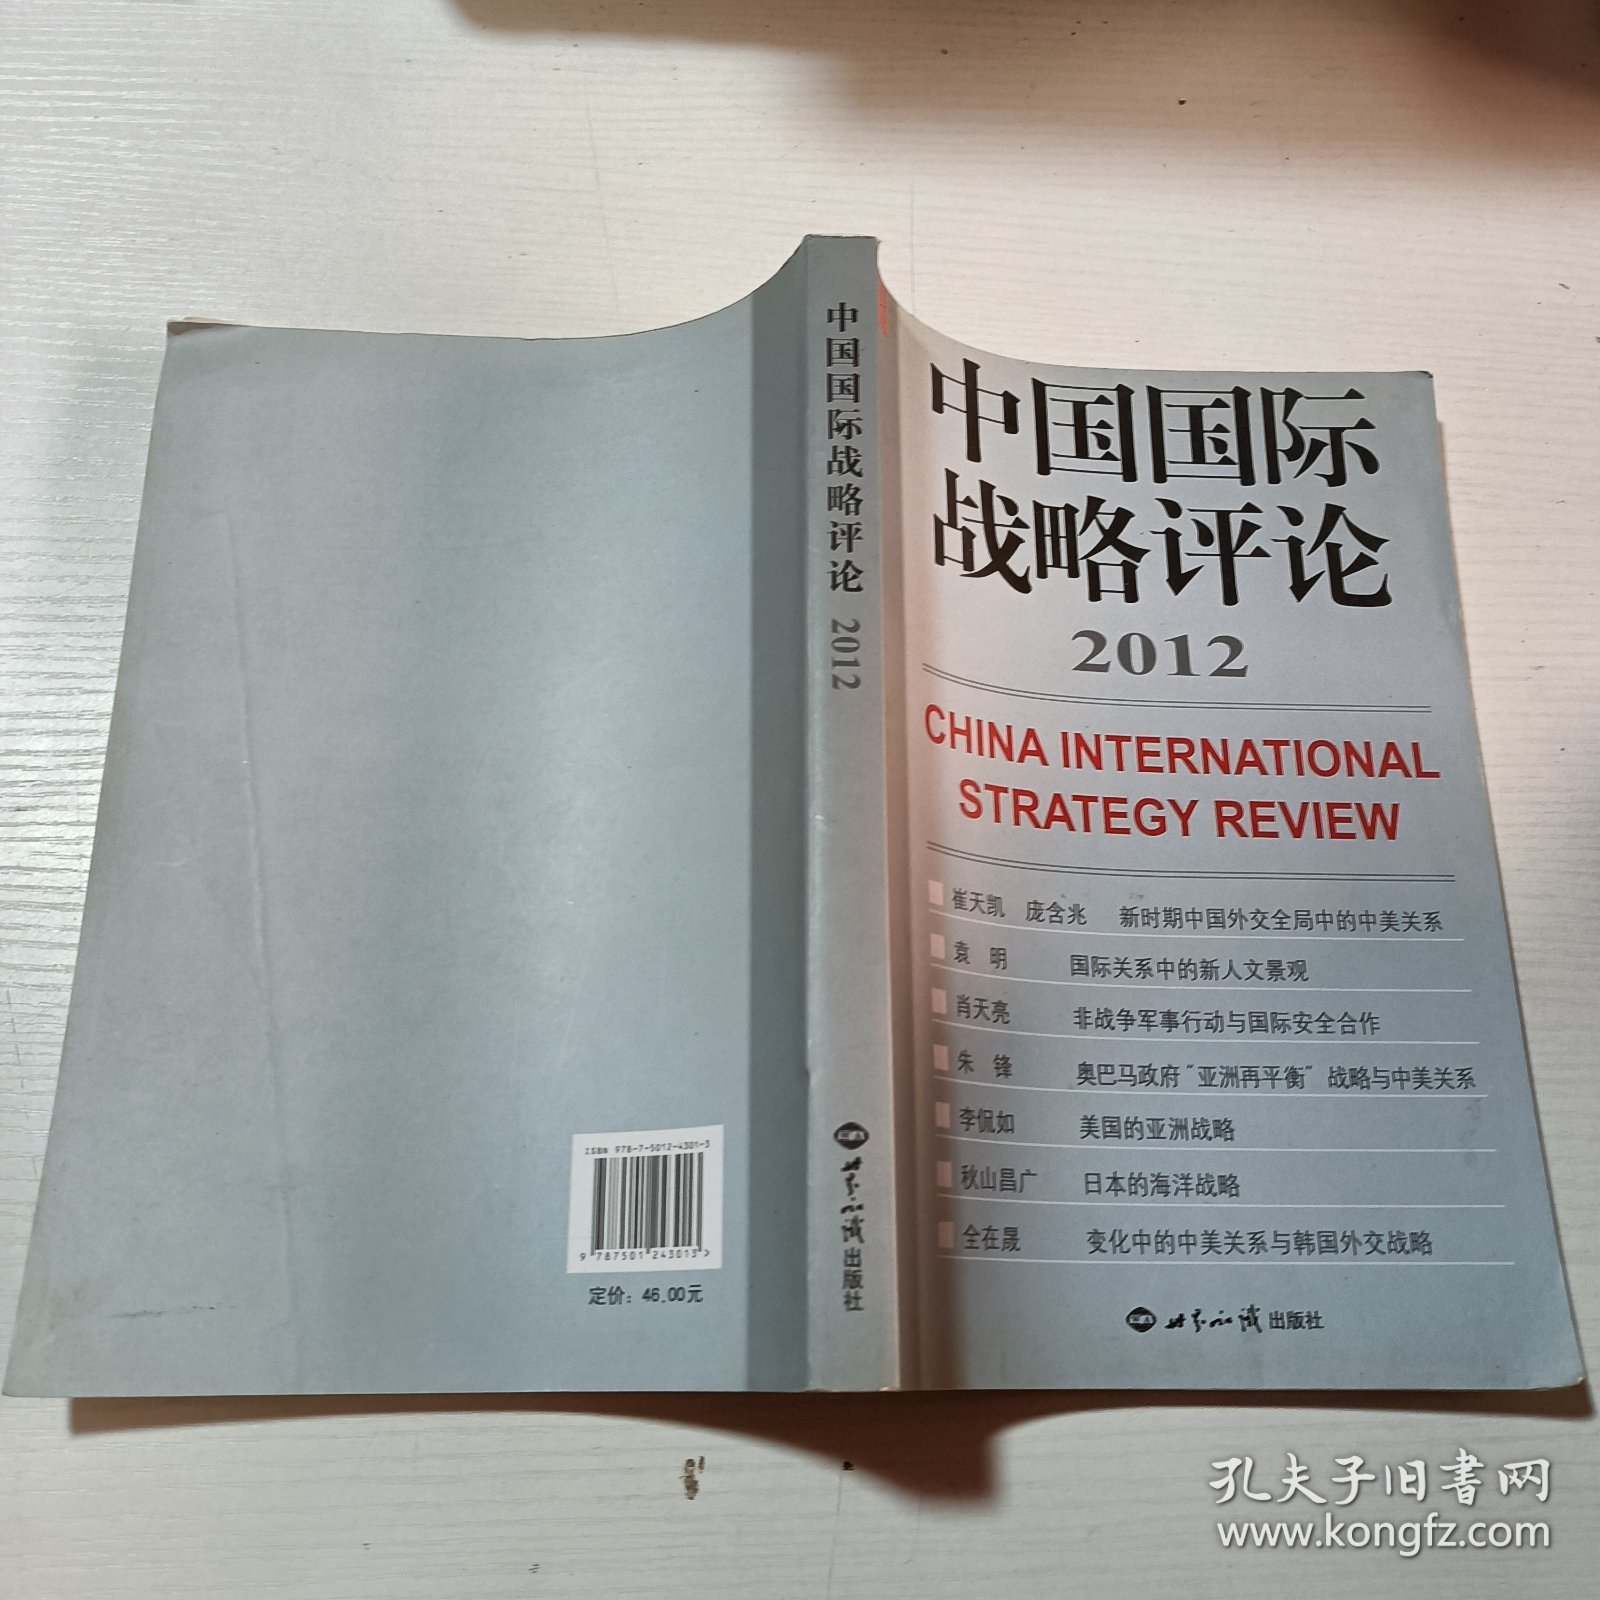 中国国际战略评论 2012
世界知识出版社
ISBN 978-7-5012-4301-3
9 787501 243013 >
定价：46.00元
中国国际
战略评论
2012
CHINA INTERNATIONAL
STRATEGY REVIEW
崔天凯 庞含兆 新时期中国外交全局中的中美关系
袁 明 国际关系中的新人文景观
肖天亮 非战争军事行动与国际安全合作
朱 锋 奥巴马政府“亚洲再平衡”战略与中美关系
李侃如 美国的亚洲战略
秋山昌广 日本的海洋战略
全在晟 变化中的中美关系与韩国外交战略
世界知识出版社
孔夫子旧书网
www.kongfz.com